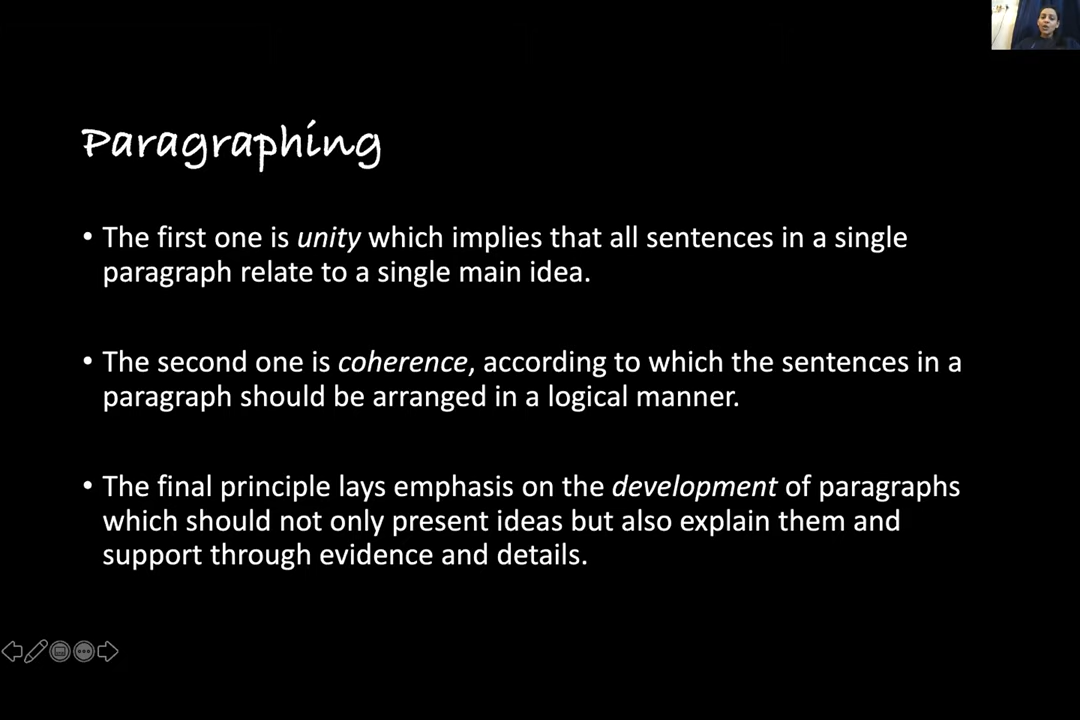 Paragraphing
• The first one is unity which implies that all sentences in a single
paragraph relate to a single main idea.
• The second one is coherence, according to which the sentences in a
paragraph should be arranged in a logical manner.
• The final principle lays emphasis on the development of paragraphs
which should not only present ideas but also explain them and
support through evidence and details.